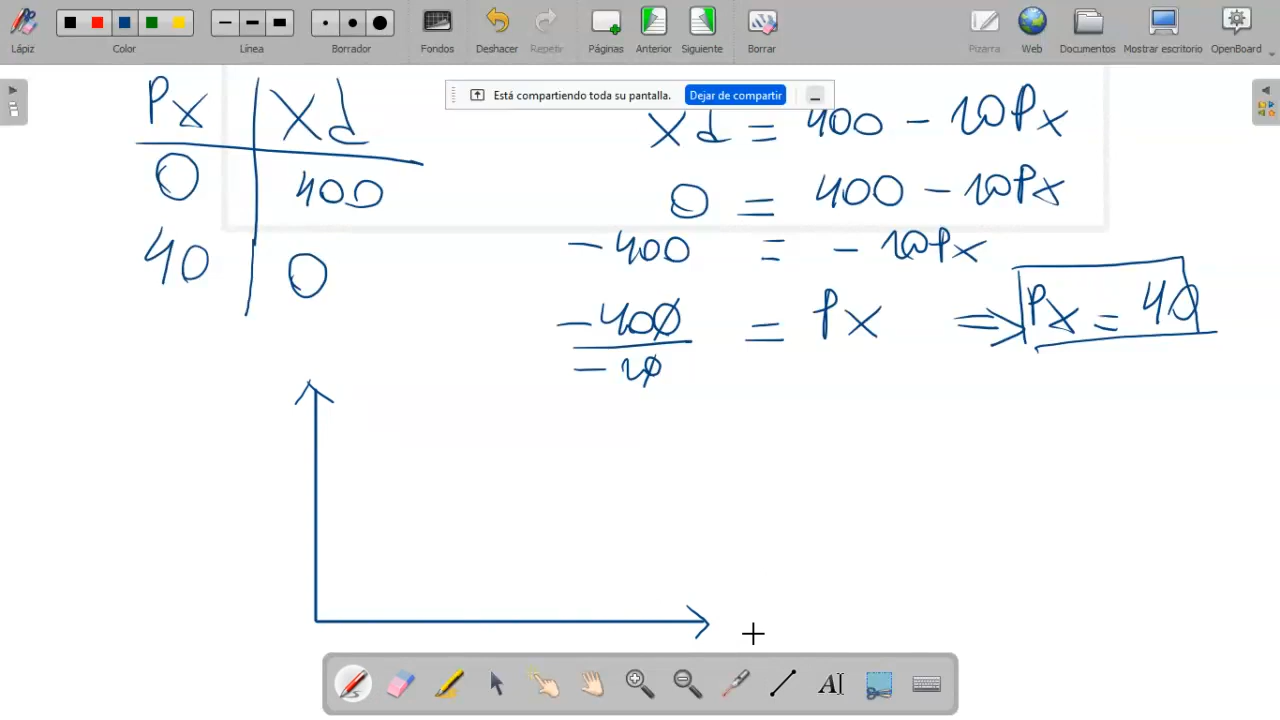 Lápiz Color Línea Borrador Fondos Deshacer Repetir Páginas Anterior Siguiente Borrar Pizarra Web Documentos Mostrar escritorio OpenBoard
Está compartiendo toda su pantalla. Dejar de compartir
Px Xd
0 400
40 0
Xd = 400 - 10Px
0 = 400 - 10Px
-400 = -10Px
-400 / -10 = Px ⇒ Px = 40